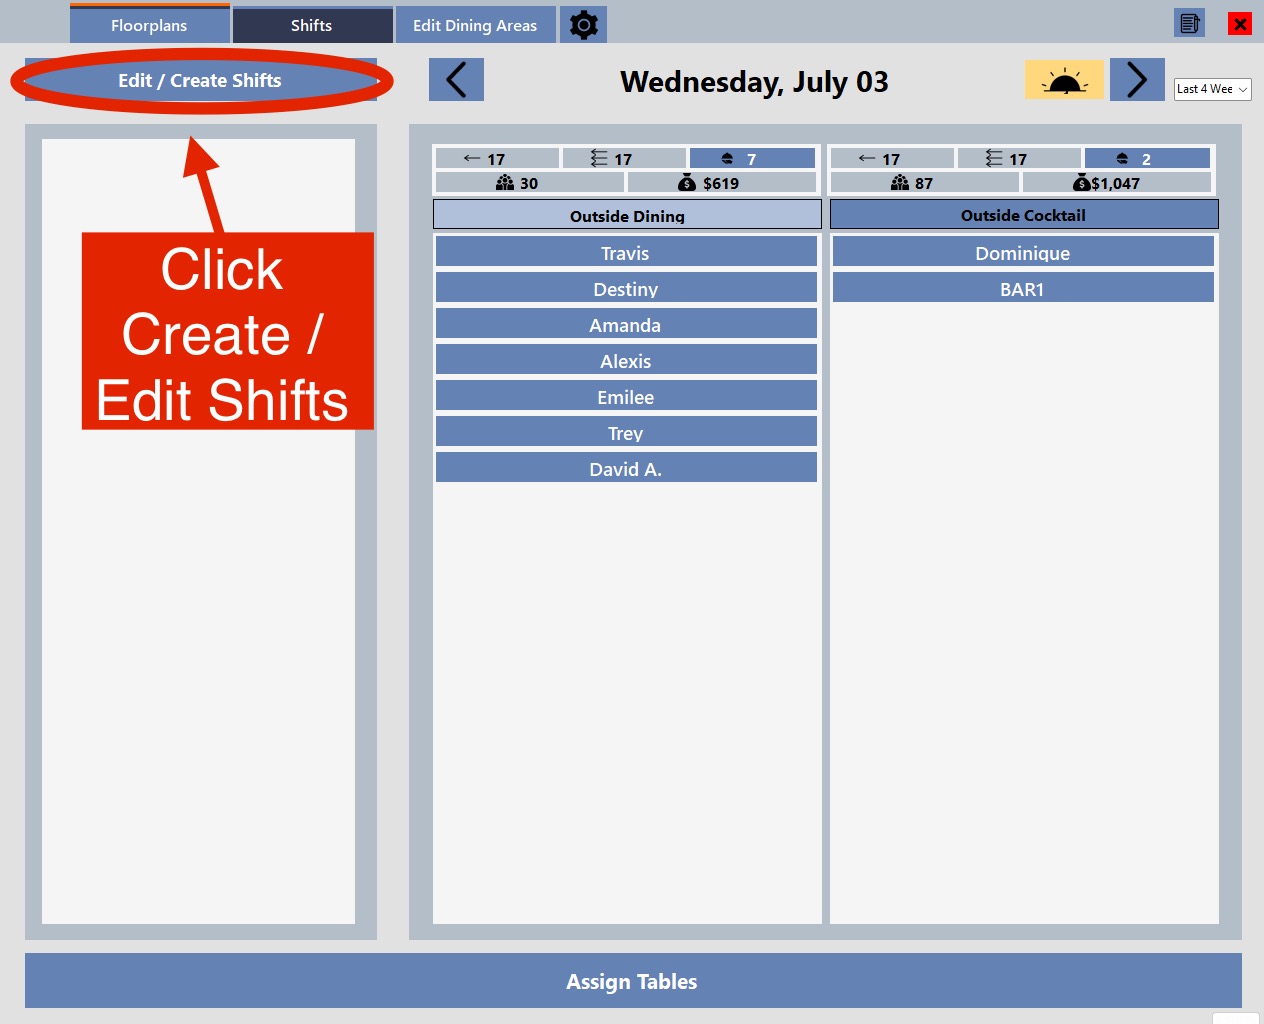 Floorplans
Shifts
Edit Dining Areas
Edit / Create Shifts
Wednesday, July 03
Last 4 Wee
17
17
7
17
17
2
30
$619
87
$1,047
Outside Dining
Outside Cocktail
Travis
Dominique
Destiny
BAR1
Amanda
Alexis
Emilee
Trey
David A.
Click
Create /
Edit Shifts
Assign Tables